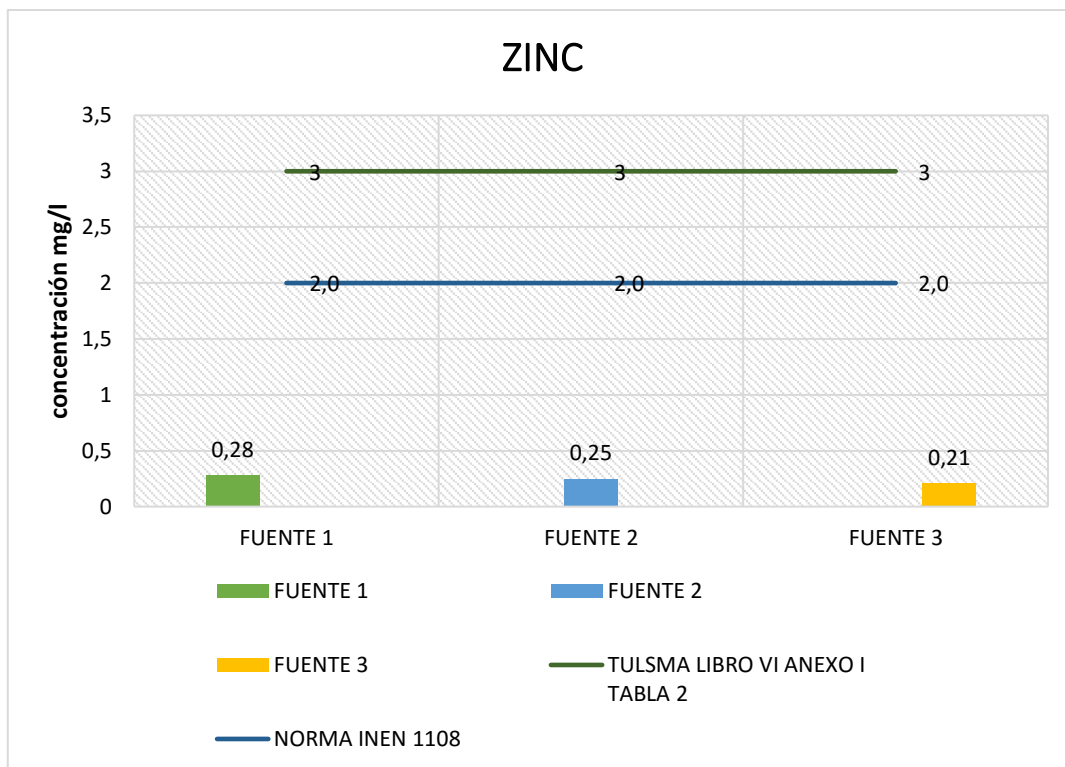 ZINC
concentración mg/l
3,5
3
2,5
2
1,5
1
0,5
0
3 3 3
2,0 2,0 2,0
0,28 0,25 0,21
FUENTE 1 FUENTE 2 FUENTE 3
FUENTE 1 FUENTE 2
FUENTE 3 TULSMA LIBRO VI ANEXO I
TABLA 2
NORMA INEN 1108